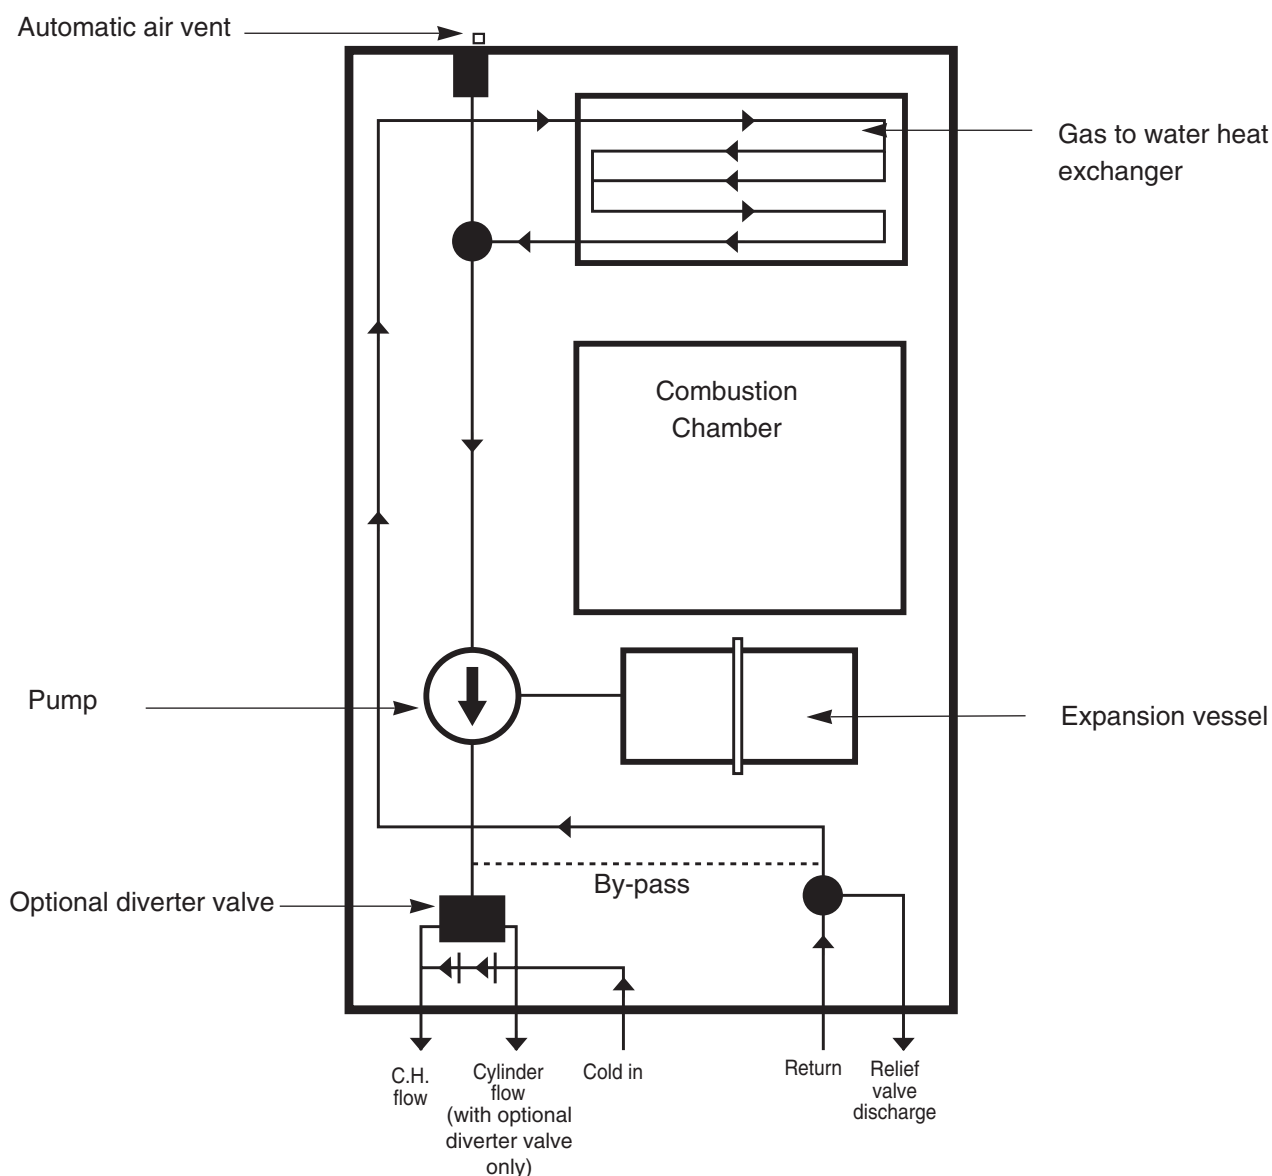 Automatic air vent
Gas to water heat
exchanger
Combustion
Chamber
Pump
Expansion vessel
By-pass
Optional diverter valve
C.H.
flow
Cylinder
flow
(with optional
diverter valve
only)
Cold in
Return
Relief
valve
discharge